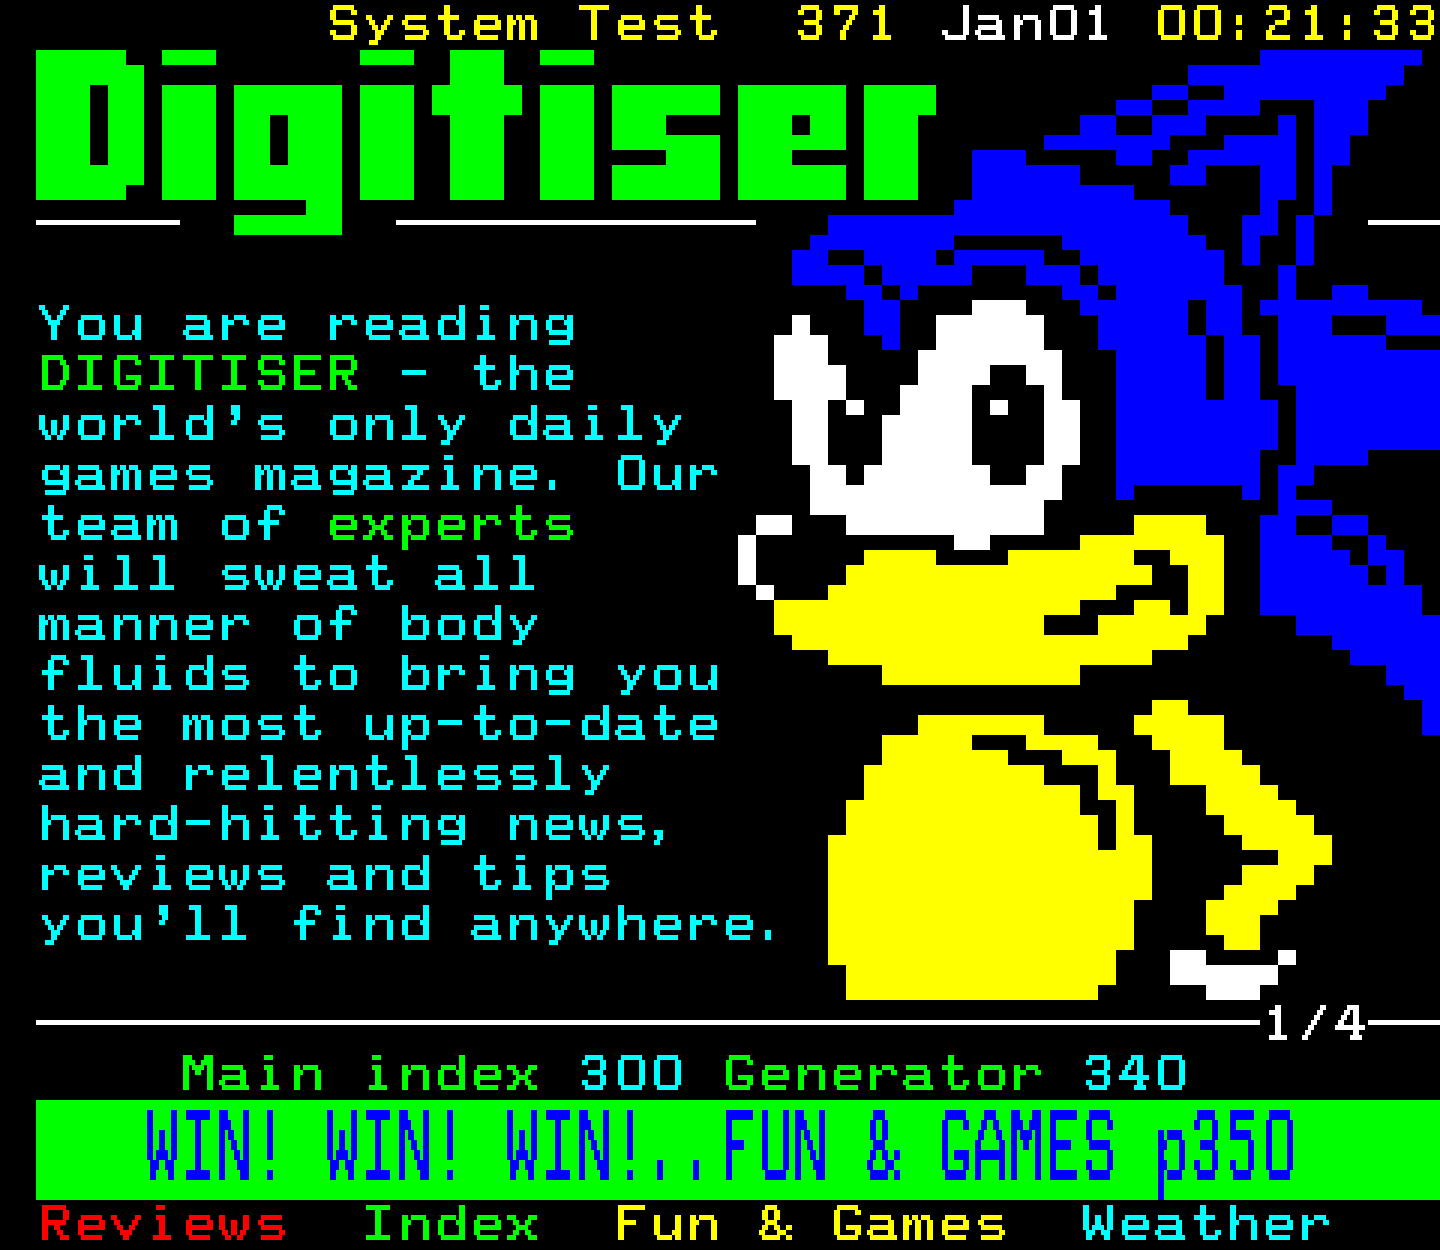 System Test 371 Jan01 00:21:33
Digitiser
You are reading
DIGITISER - the
world's only daily
games magazine. Our
team of experts
will sweat all
manner of body
fluids to bring you
the most up-to-date
and relentlessly
hard-hitting news,
reviews and tips
you'll find anywhere.
1/4
Main index 300 Generator 340
WIN! WIN! WIN!..FUN & GAMES p350
Reviews Index Fun & Games Weather